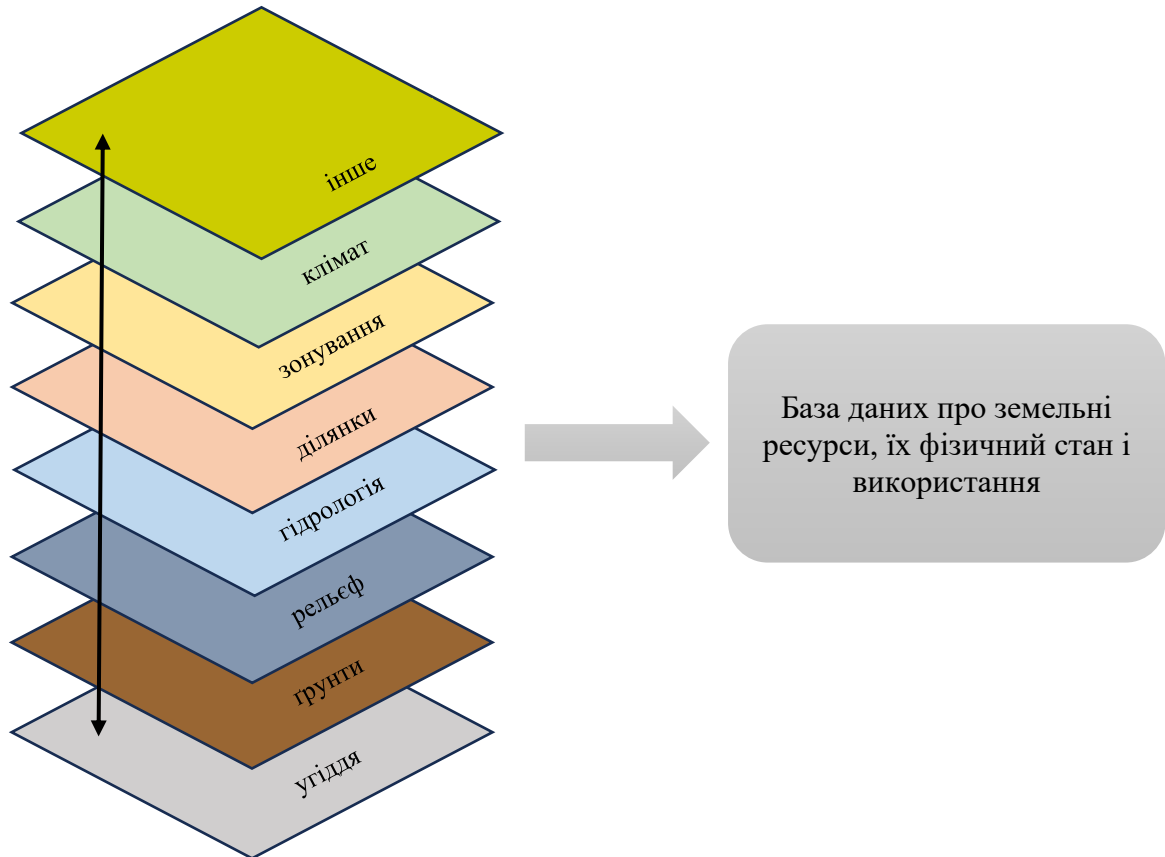 інше
клімат
зонування
ділянки
гідрологія
рельєф
ґрунти
угіддя
База даних про земельні
ресурси, їх фізичний стан і
використання